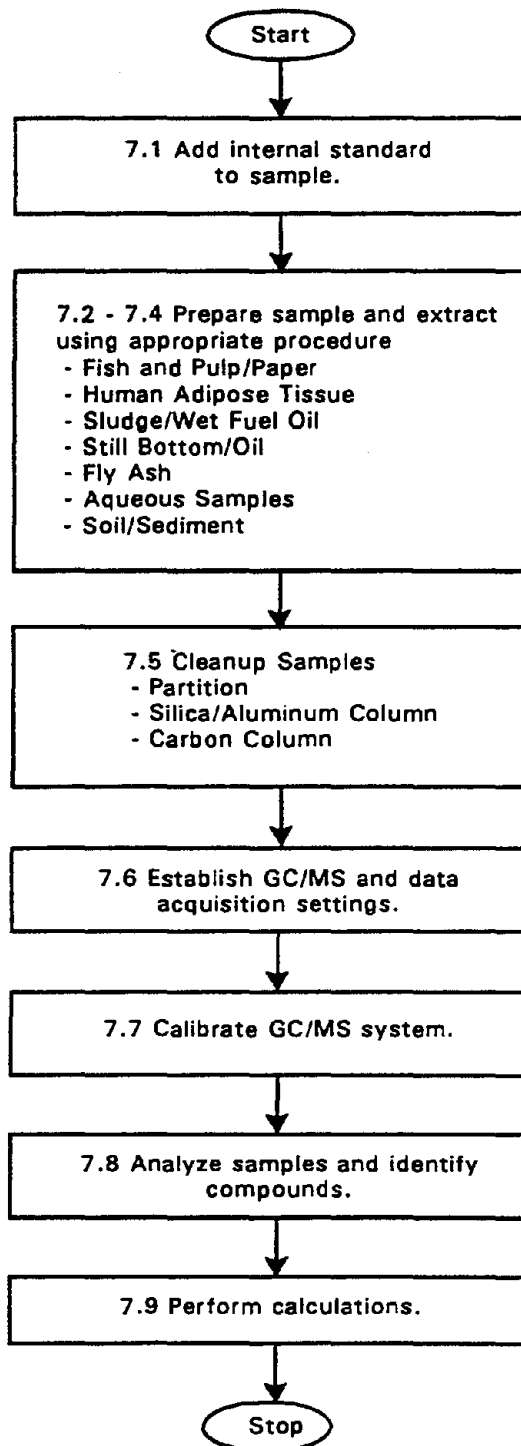 Start
7.1 Add internal standard
to sample.
7.2 - 7.4 Prepare sample and extract
using appropriate procedure
- Fish and Pulp/Paper
- Human Adipose Tissue
- Sludge/Wet Fuel Oil
- Still Bottom/Oil
- Fly Ash
- Aqueous Samples
- Soil/Sediment
7.5 Cleanup Samples
- Partition
- Silica/Aluminum Column
- Carbon Column
7.6 Establish GC/MS and data
acquisition settings.
7.7 Calibrate GC/MS system.
7.8 Analyze samples and identify
compounds.
7.9 Perform calculations.
Stop